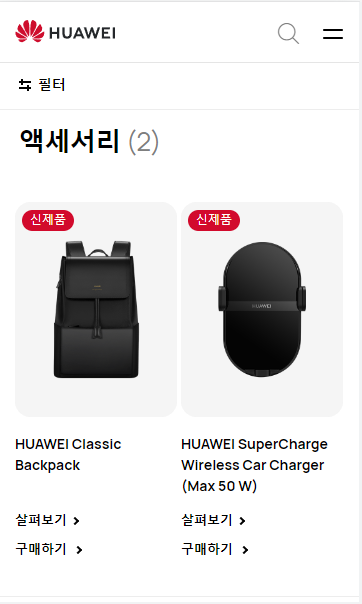 HUAWEI
필터
액세서리 (2)
신제품
신제품
HUAWEI
HUAWEI Classic
Backpack
HUAWEI SuperCharge
Wireless Car Charger
(Max 50 W)
살펴보기
구매하기
살펴보기
구매하기